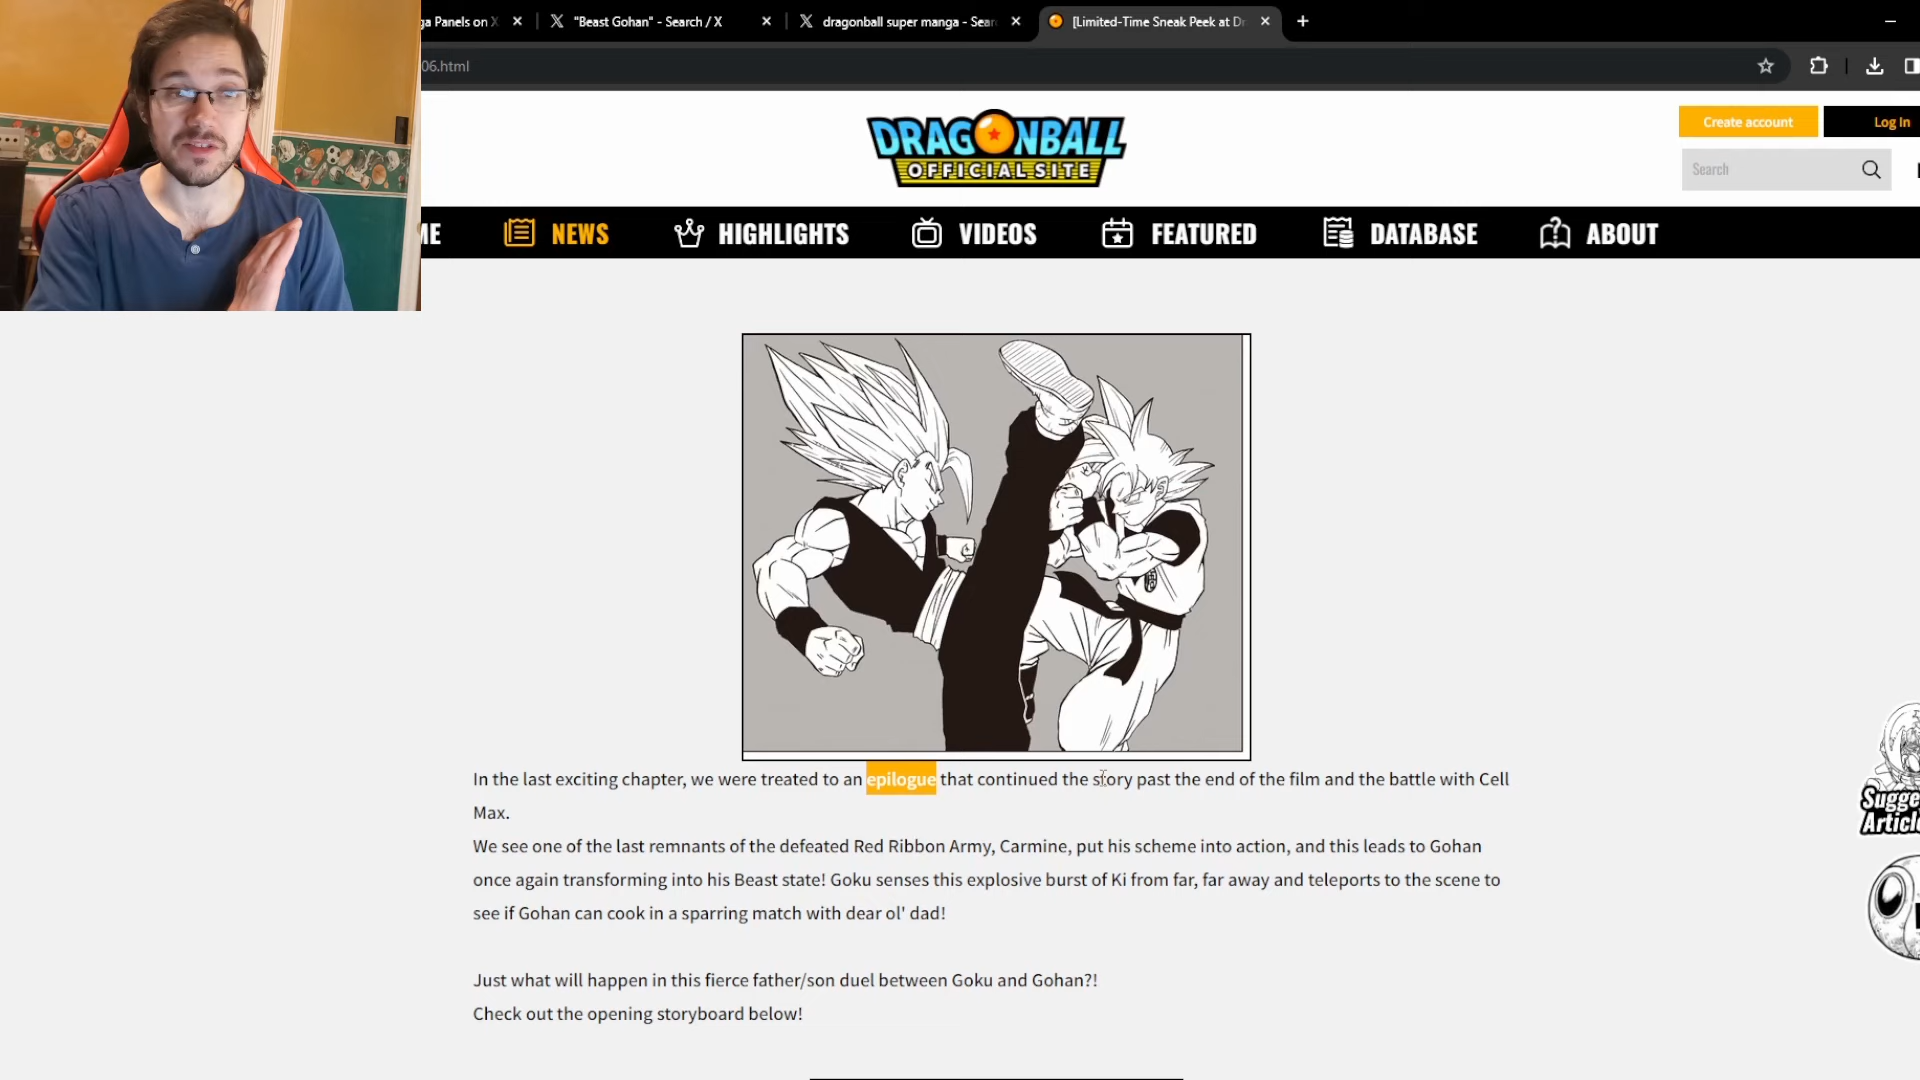 ga Panels on X
"Beast Gohan" - Search / X
dragonball super manga - Sear
[Limited-Time Sneak Peek at Dr
06.html
DRAGONBALL
OFFICIAL SITE
Create account
Log In
Search
ME
NEWS
HIGHLIGHTS
VIDEOS
FEATURED
DATABASE
ABOUT
In the last exciting chapter, we were treated to an epilogue that continued the story past the end of the film and the battle with Cell
Max.
We see one of the last remnants of the defeated Red Ribbon Army, Carmine, put his scheme into action, and this leads to Gohan
once again transforming into his Beast state! Goku senses this explosive burst of Ki from far, far away and teleports to the scene to
see if Gohan can cook in a sparring match with dear ol' dad!
Just what will happen in this fierce father/son duel between Goku and Gohan?!
Check out the opening storyboard below!
Sugge
Article